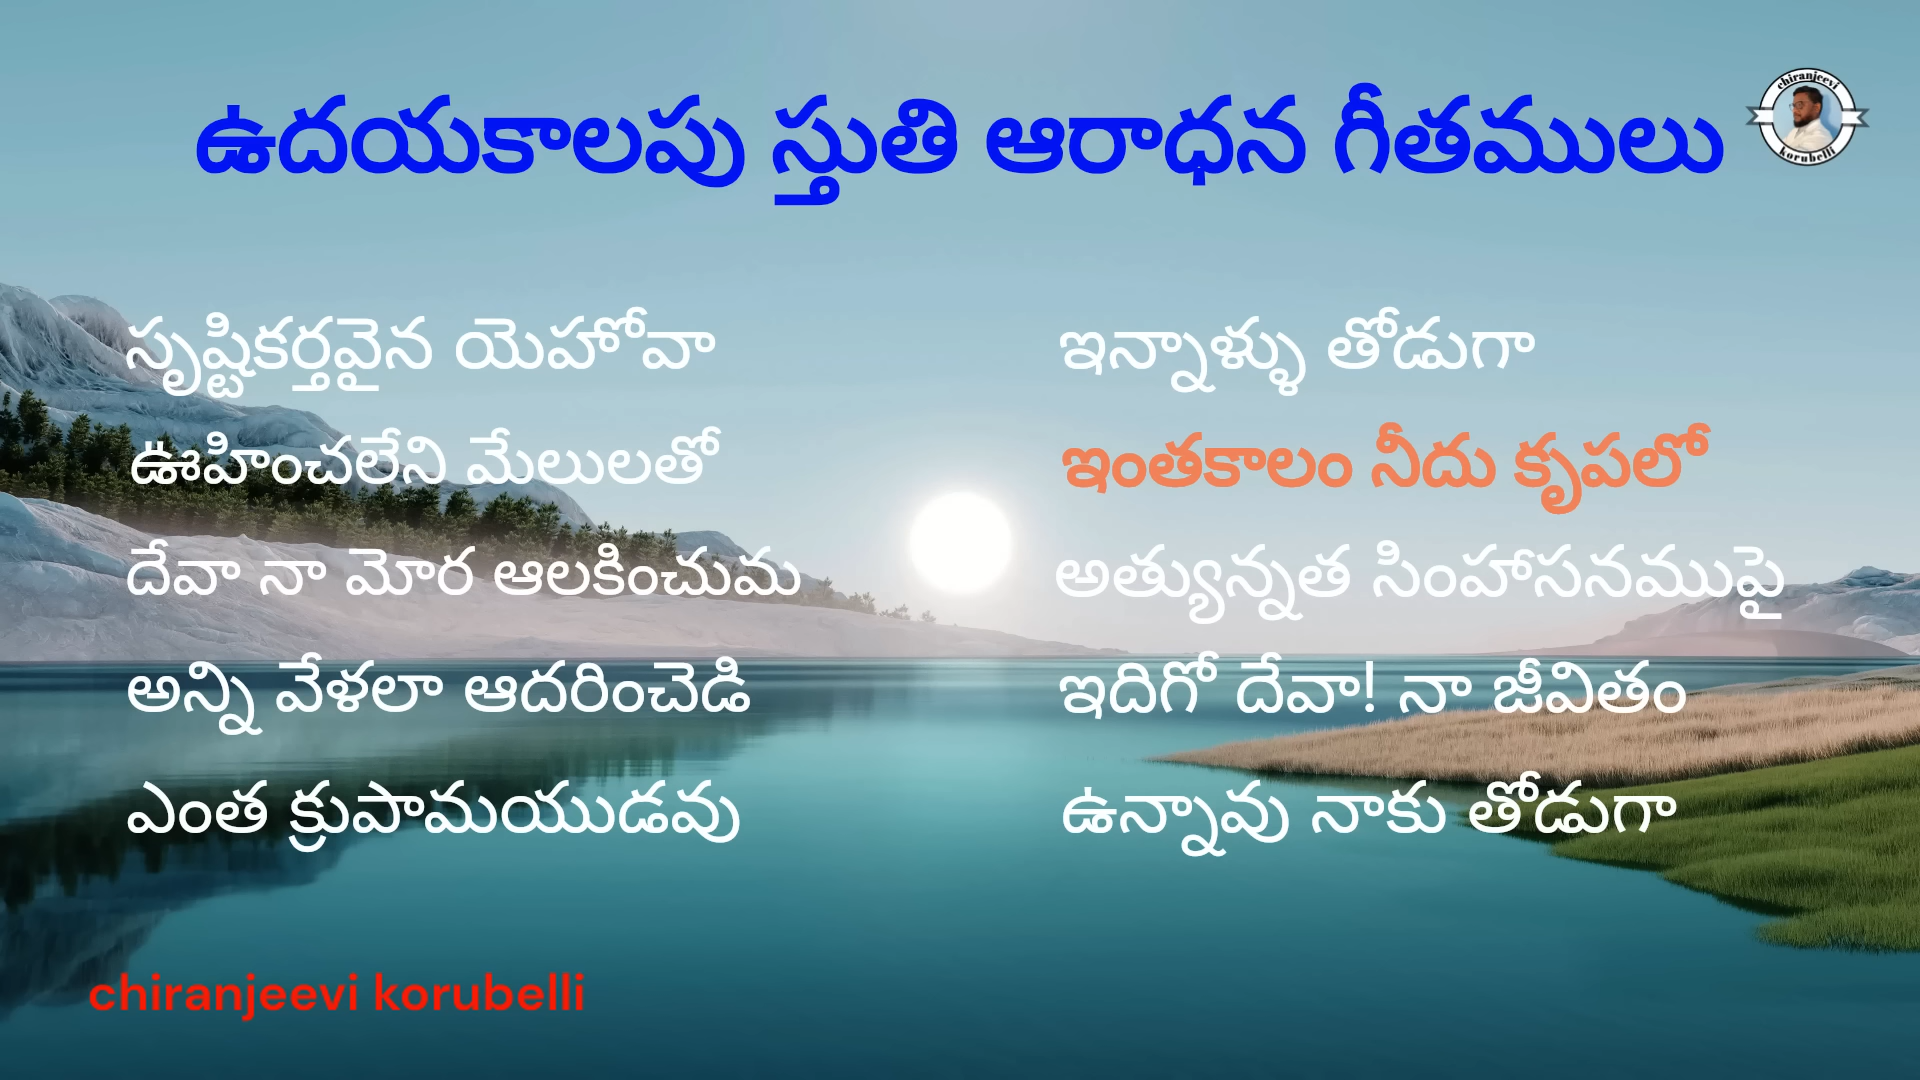 ఉదయకాలపు స్తుతి ఆరాధన గీతములు
chiranjeevi
korubelli
సృష్టికర్తవైన యెహోవా
ఊహించలేని మేలులతో
దేవా నా మోర ఆలకించుమ
అన్ని వేళలా ఆదరించెడి
ఎంత క్రుపామయుడవు
ఇన్నాళ్ళు తోడుగా
ఇంతకాలం నీదు కృపలో
అత్యున్నత సింహాసనముపై
ఇదిగో దేవా! నా జీవితం
ఉన్నావు నాకు తోడుగా
chiranjeevi korubelli